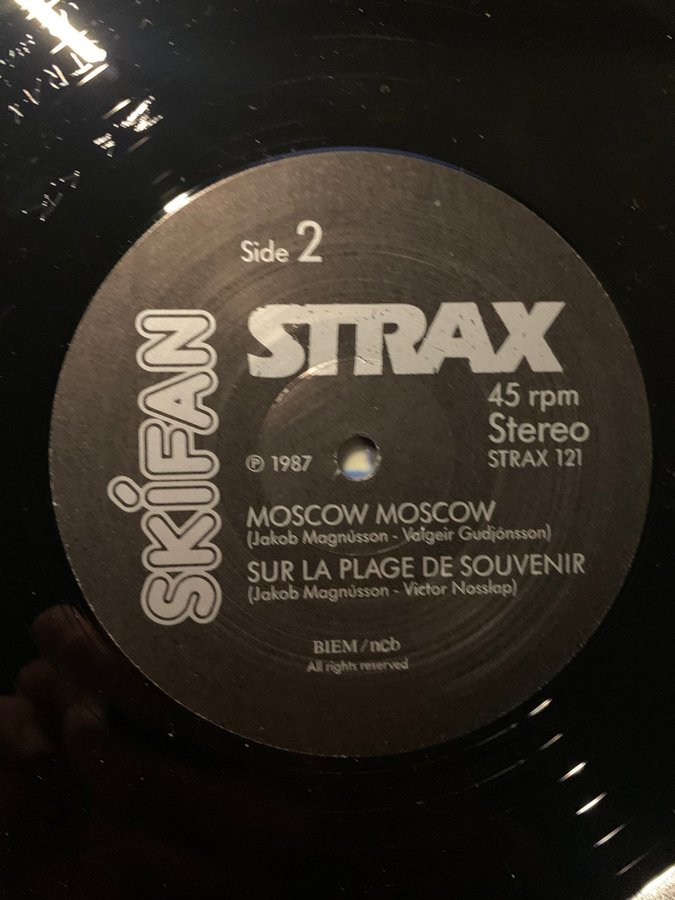 Side 2
STRAX
45 rpm
Stereo
STRAX 121
℗ 1987
MOSCOW MOSCOW
(Jakob Magnússon - Valgeir Gudjónsson)
SUR LA PLAGE DE SOUVENIR
(Jakob Magnússon - Victor Nosslap)
BIEM/ncb
All rights reserved
SKÍFAN